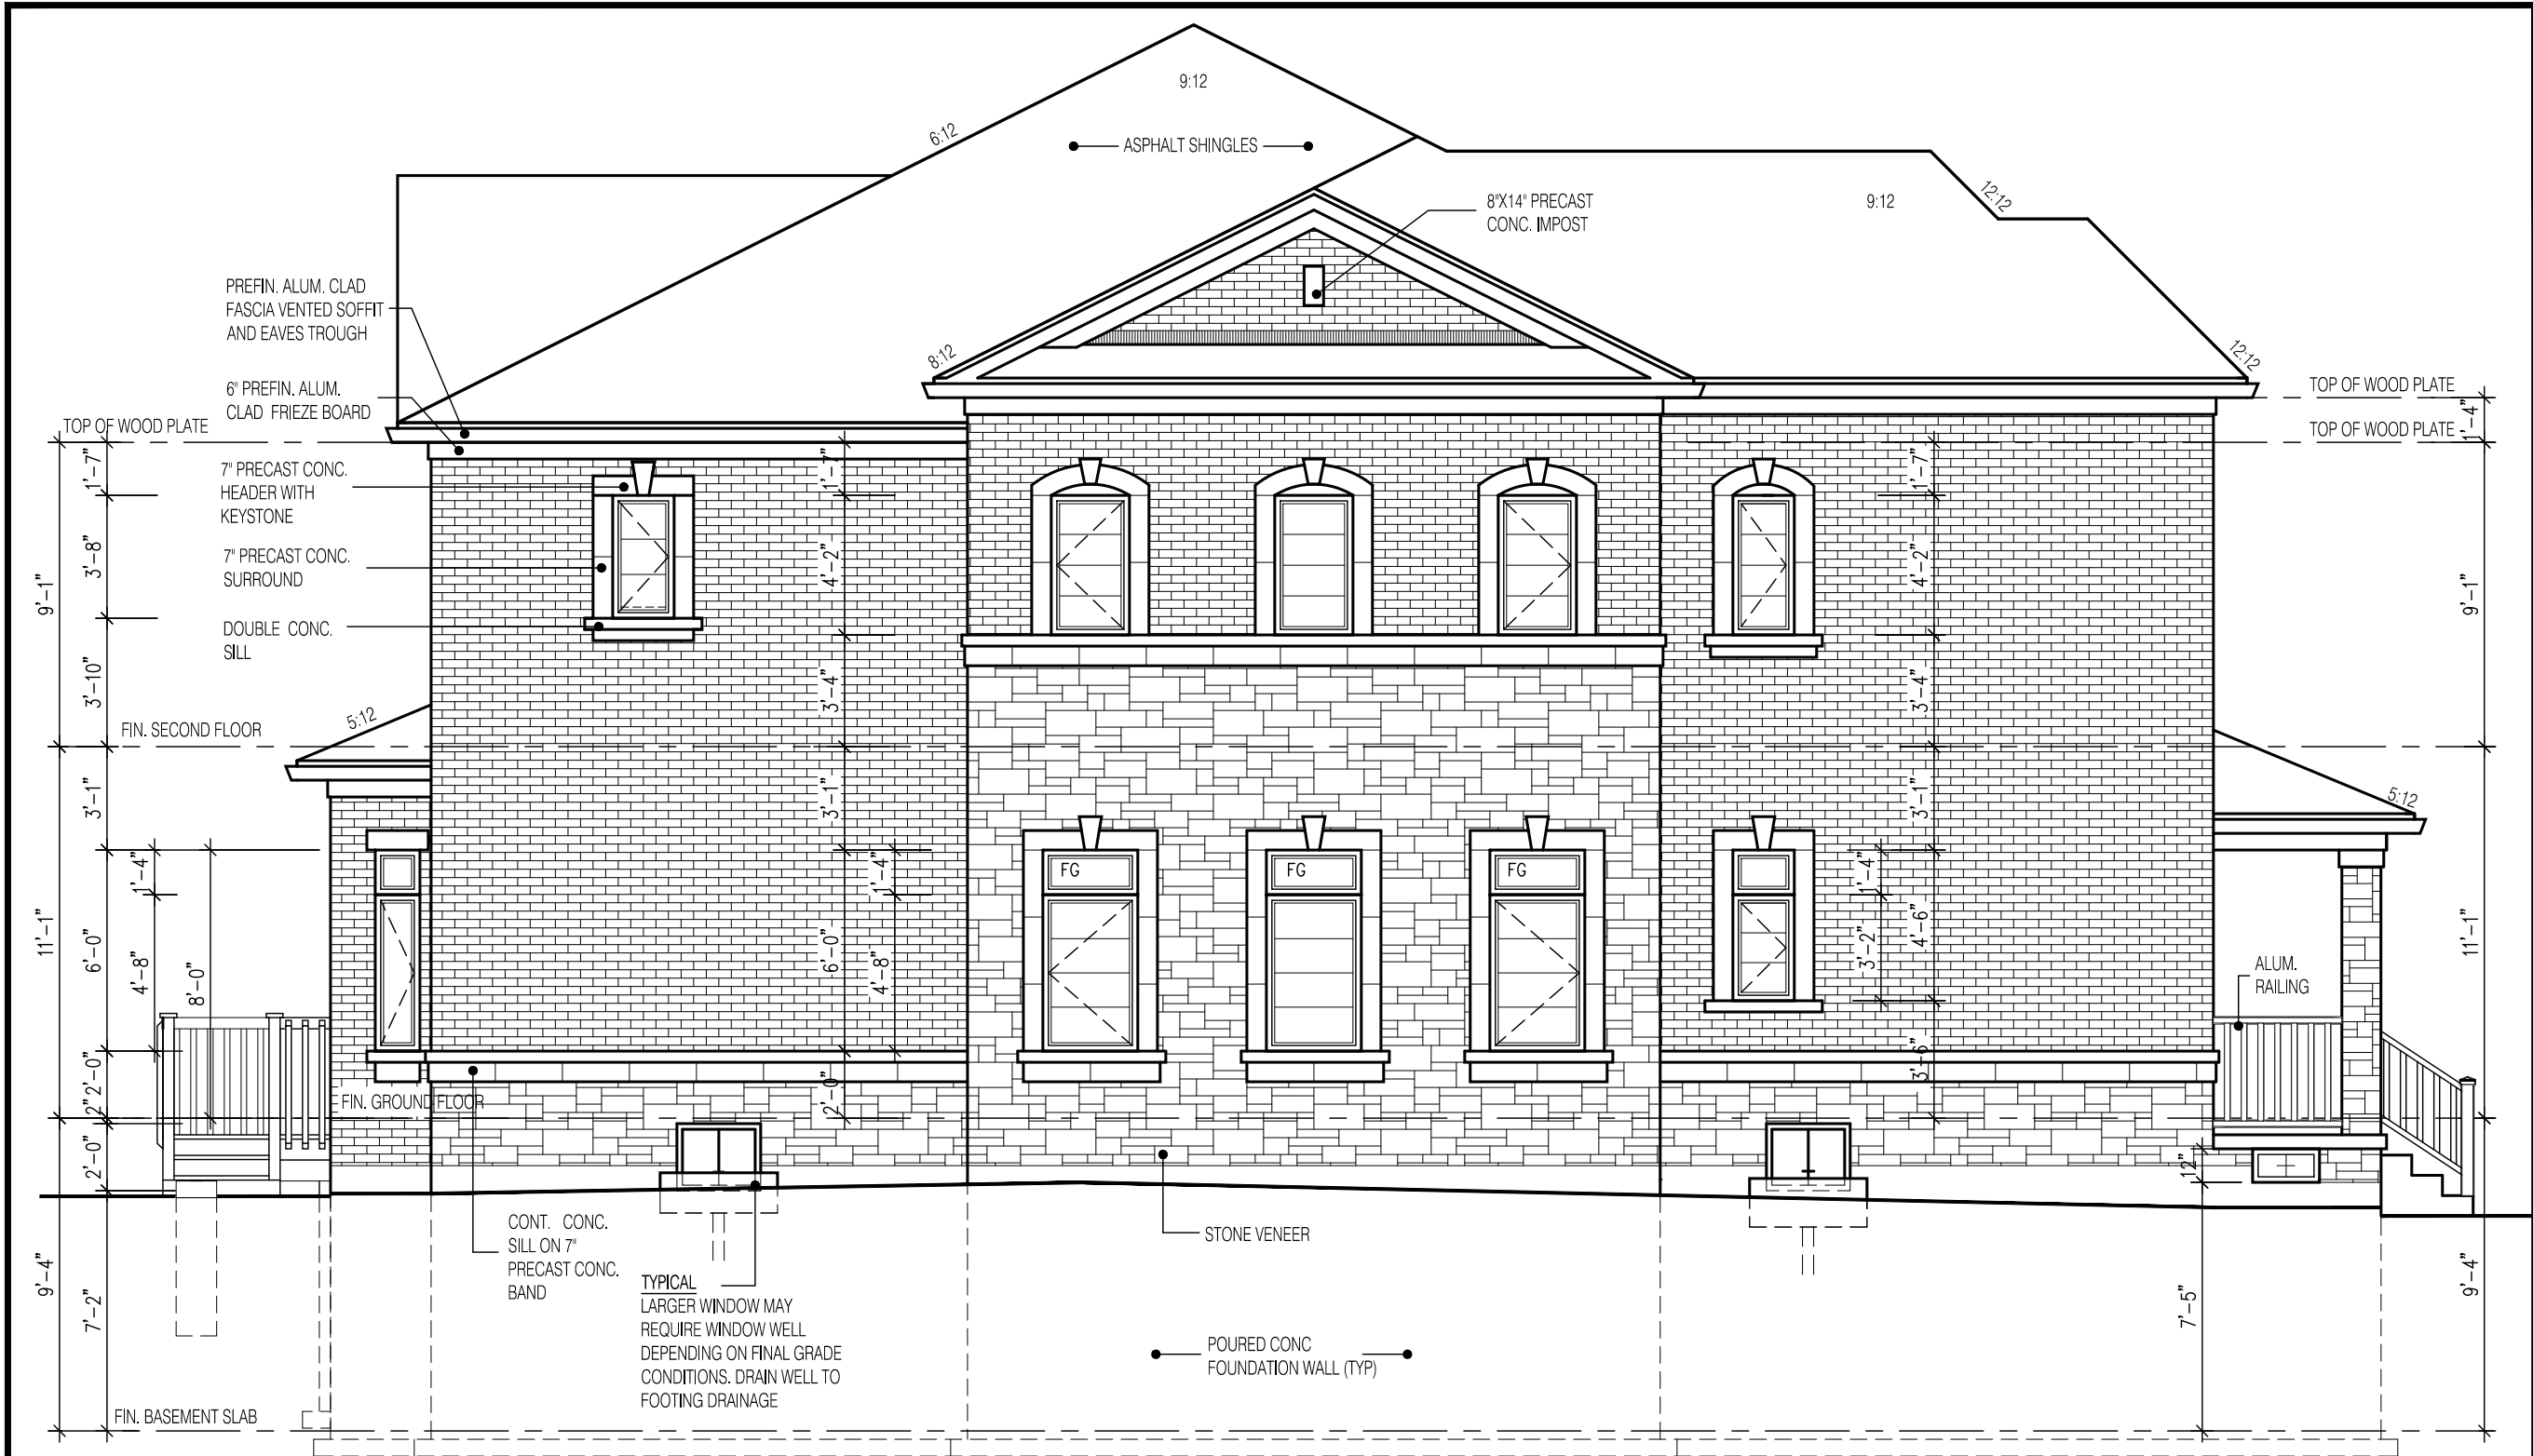 9:12
6:12
ASPHALT SHINGLES
8"X14" PRECAST
CONC. IMPOST
9:12
12:12
PREFIN. ALUM. CLAD
FASCIA VENTED SOFFIT
AND EAVES TROUGH
8:12
12:12
6" PREFIN. ALUM.
CLAD FRIEZE BOARD
TOP OF WOOD PLATE
TOP OF WOOD PLATE
TOP OF WOOD PLATE
1'-4"
7" PRECAST CONC.
HEADER WITH
KEYSTONE
1'-7"
1'-7"
1'-7"
7" PRECAST CONC.
SURROUND
3'-8"
4'-2"
4'-2"
9'-1"
9'-1"
DOUBLE CONC.
SILL
3'-10"
3'-4"
3'-4"
5:12
FIN. SECOND FLOOR
3'-1"
3'-1"
3'-1"
5:12
1'-4"
1'-4"
FG
FG
FG
1'-4"
11'-1"
6'-0"
4'-8"
8'-0"
6'-0"
4'-8"
3'-2"
4'-6"
11'-1"
ALUM.
RAILING
2'-0"
2"
2'-0"
3'-6"
FIN. GROUND FLOOR
2'-0"
12"
CONT. CONC.
SILL ON 7"
PRECAST CONC.
BAND
STONE VENEER
TYPICAL
LARGER WINDOW MAY
REQUIRE WINDOW WELL
DEPENDING ON FINAL GRADE
CONDITIONS. DRAIN WELL TO
FOOTING DRAINAGE
9'-4"
7'-2"
POURED CONC
FOUNDATION WALL (TYP)
7'-5"
9'-4"
FIN. BASEMENT SLAB